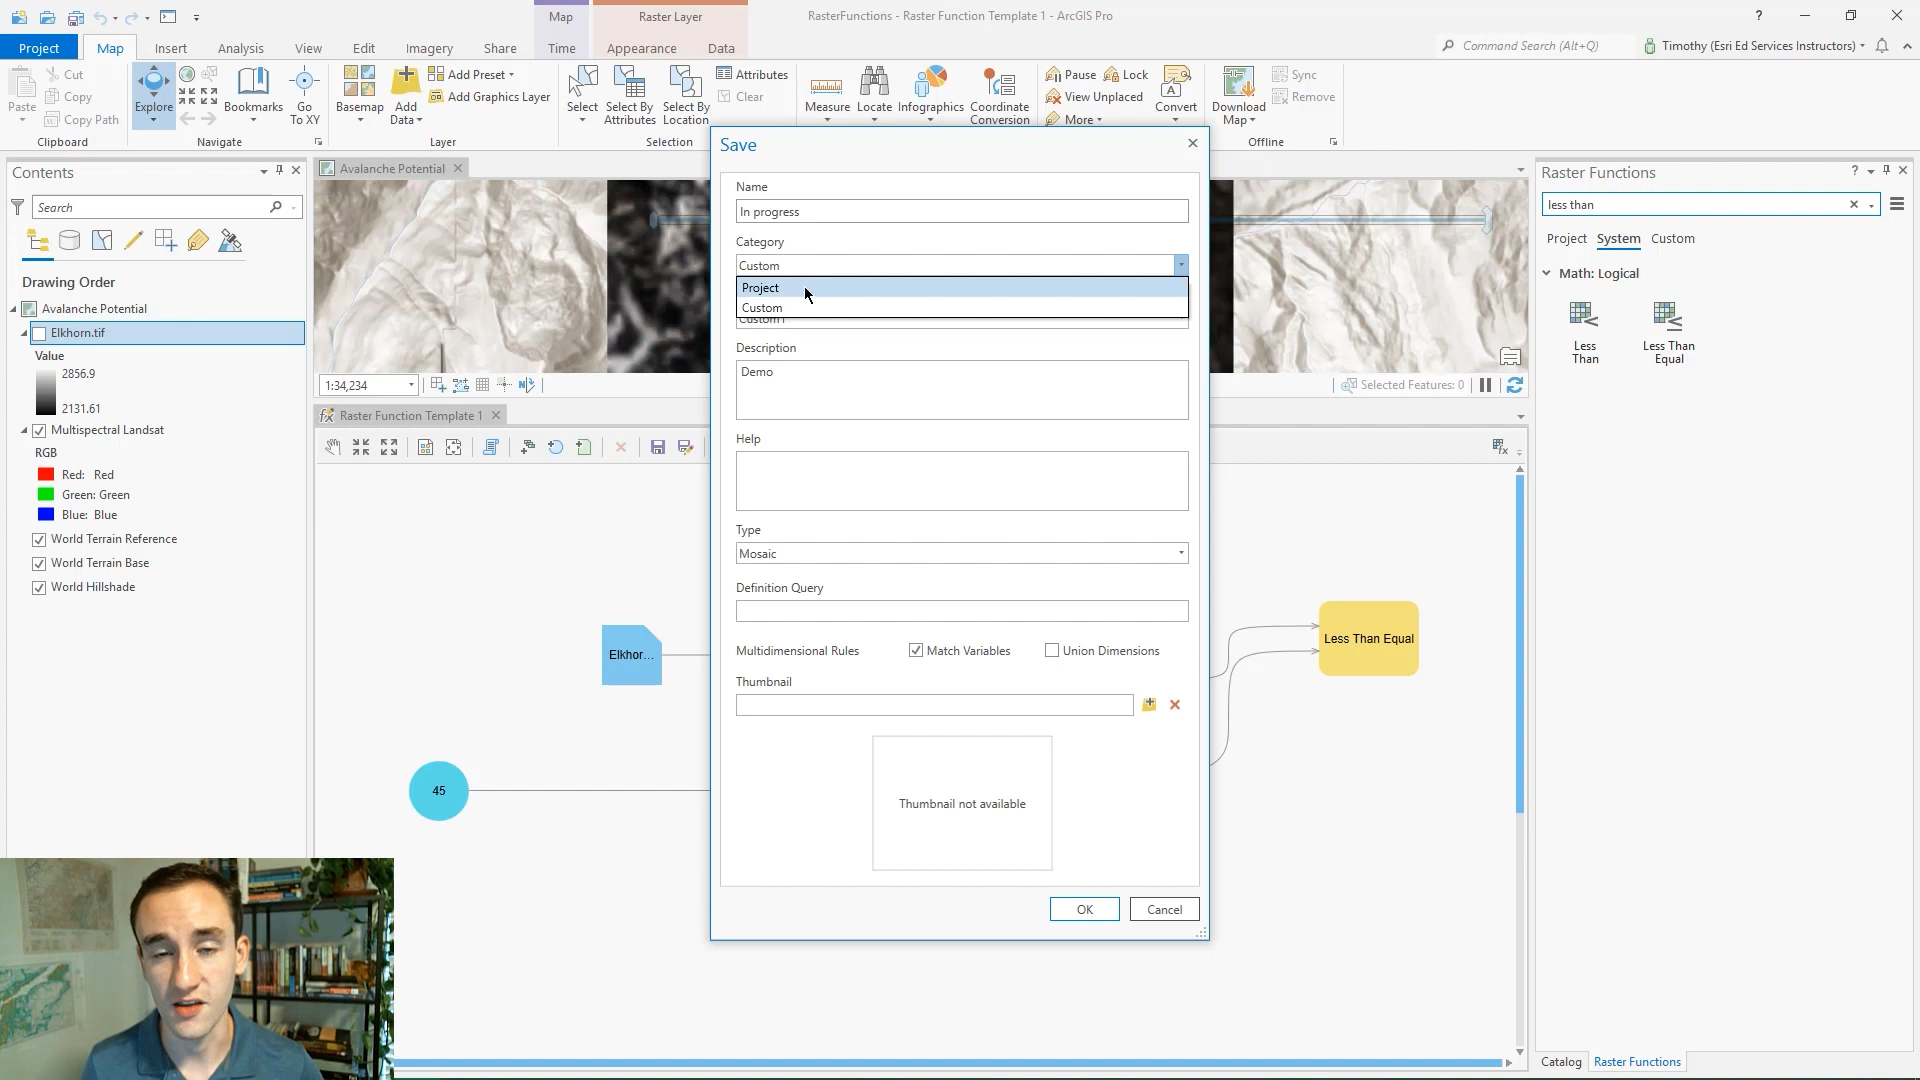 Map
Raster Layer
RasterFunctions - Raster Function Template 1 - ArcGIS Pro
?
Project
Map
Insert
Analysis
View
Edit
Imagery
Share
Time
Appearance
Data
Command Search (Alt+Q)
Timothy (Esri Ed Services Instructors)
Paste
Cut
Copy
Copy Path
Clipboard
Explore
Bookmarks
Go To XY
Navigate
Basemap
Add Data
Add Preset
Add Graphics Layer
Layer
Select
Select By Attributes
Select By Location
Attributes
Clear
Selection
Measure
Locate
Infographics
Coordinate Conversion
Pause
Lock
View Unplaced
More
Convert
Download Map
Sync
Remove
Offline
Contents
Search
Drawing Order
Avalanche Potential
Elkhorn.tif
Value
2856.9
2131.61
Multispectral Landsat
RGB
Red: Red
Green: Green
Blue: Blue
World Terrain Reference
World Terrain Base
World Hillshade
Avalanche Potential
1:34,234
Selected Features: 0
Raster Function Template 1
Elkhor...
45
Less Than Equal
Save
Name
In progress
Category
Custom
Project
Custom
Custom1
Description
Demo
Help
Type
Mosaic
Definition Query
Multidimensional Rules
Match Variables
Union Dimensions
Thumbnail
Thumbnail not available
OK
Cancel
Raster Functions
?
less than
Project
System
Custom
Math: Logical
Less Than
Less Than Equal
Catalog
Raster Functions